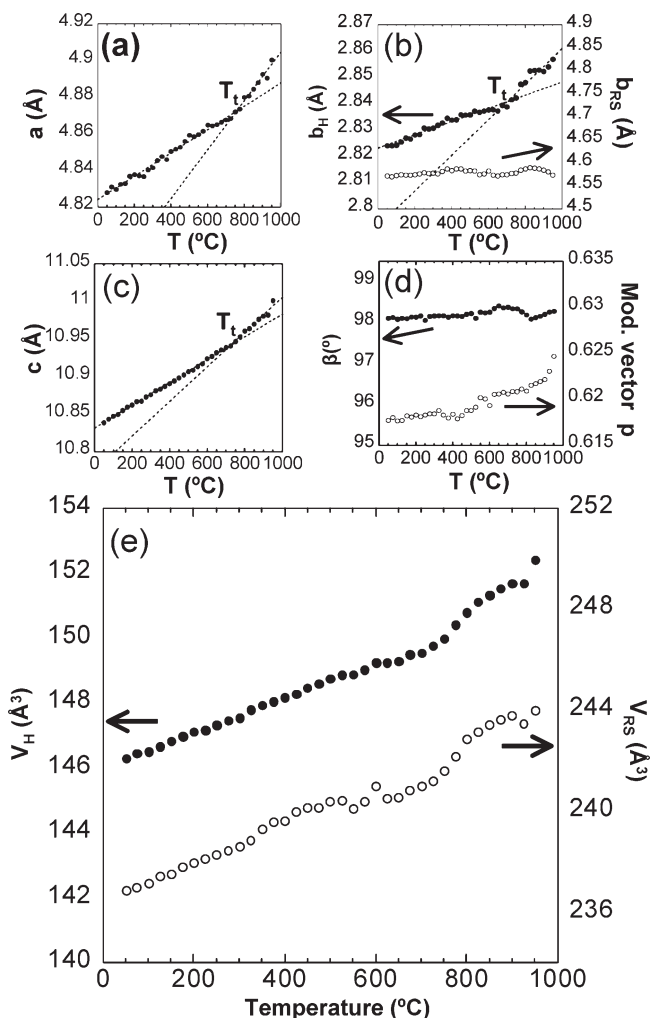 (a)
a (Å)
4.92
4.9
4.88
4.86
4.84
4.82
Tt
0 200 400 600 800 1000
T (ºC)
(b)
bH (Å)
2.87
2.86
2.85
2.84
2.83
2.82
2.81
2.8
Tt
4.9
4.85
4.8
4.75
4.7
4.65
4.6
4.55
4.5
bRS (Å)
0 200 400 600 800 1000
T (ºC)
(c)
c (Å)
11.05
11
10.95
10.9
10.85
10.8
Tt
0 200 400 600 800 1000
T (ºC)
(d)
β(º)
99
98
97
96
95
0.635
0.63
0.625
0.62
0.615
Mod. vector p
0 200 400 600 800 1000
T (ºC)
(e)
VH (Å³)
154
152
150
148
146
144
142
140
252
248
244
240
236
VRS (Å³)
0 200 400 600 800 1000
Temperature (ºC)